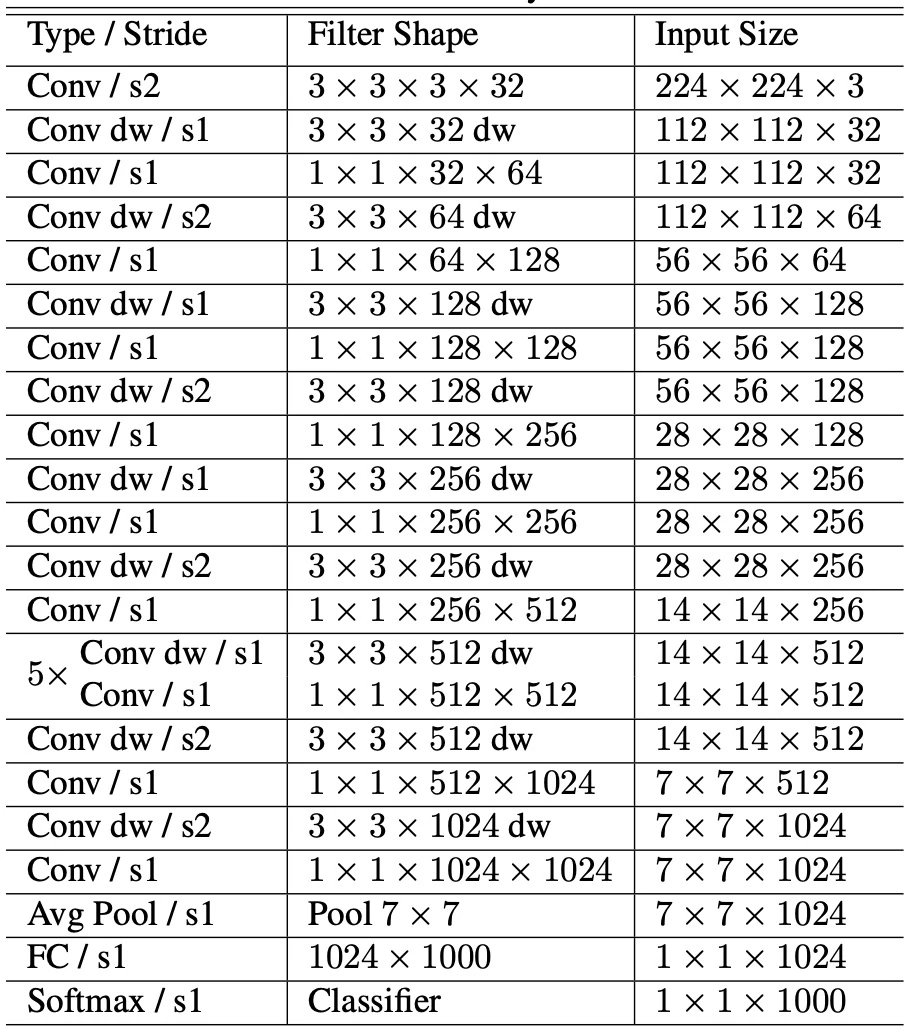 Type / Stride Filter Shape Input Size
Conv / s2 3 × 3 × 3 × 32 224 × 224 × 3
Conv dw / s1 3 × 3 × 32 dw 112 × 112 × 32
Conv / s1 1 × 1 × 32 × 64 112 × 112 × 32
Conv dw / s2 3 × 3 × 64 dw 112 × 112 × 64
Conv / s1 1 × 1 × 64 × 128 56 × 56 × 64
Conv dw / s1 3 × 3 × 128 dw 56 × 56 × 128
Conv / s1 1 × 1 × 128 × 128 56 × 56 × 128
Conv dw / s2 3 × 3 × 128 dw 56 × 56 × 128
Conv / s1 1 × 1 × 128 × 256 28 × 28 × 128
Conv dw / s1 3 × 3 × 256 dw 28 × 28 × 256
Conv / s1 1 × 1 × 256 × 256 28 × 28 × 256
Conv dw / s2 3 × 3 × 256 dw 28 × 28 × 256
Conv / s1 1 × 1 × 256 × 512 14 × 14 × 256
5× Conv dw / s1 3 × 3 × 512 dw 14 × 14 × 512
Conv / s1 1 × 1 × 512 × 512 14 × 14 × 512
Conv dw / s2 3 × 3 × 512 dw 14 × 14 × 512
Conv / s1 1 × 1 × 512 × 1024 7 × 7 × 512
Conv dw / s2 3 × 3 × 1024 dw 7 × 7 × 1024
Conv / s1 1 × 1 × 1024 × 1024 7 × 7 × 1024
Avg Pool / s1 Pool 7 × 7 7 × 7 × 1024
FC / s1 1024 × 1000 1 × 1 × 1024
Softmax / s1 Classifier 1 × 1 × 1000